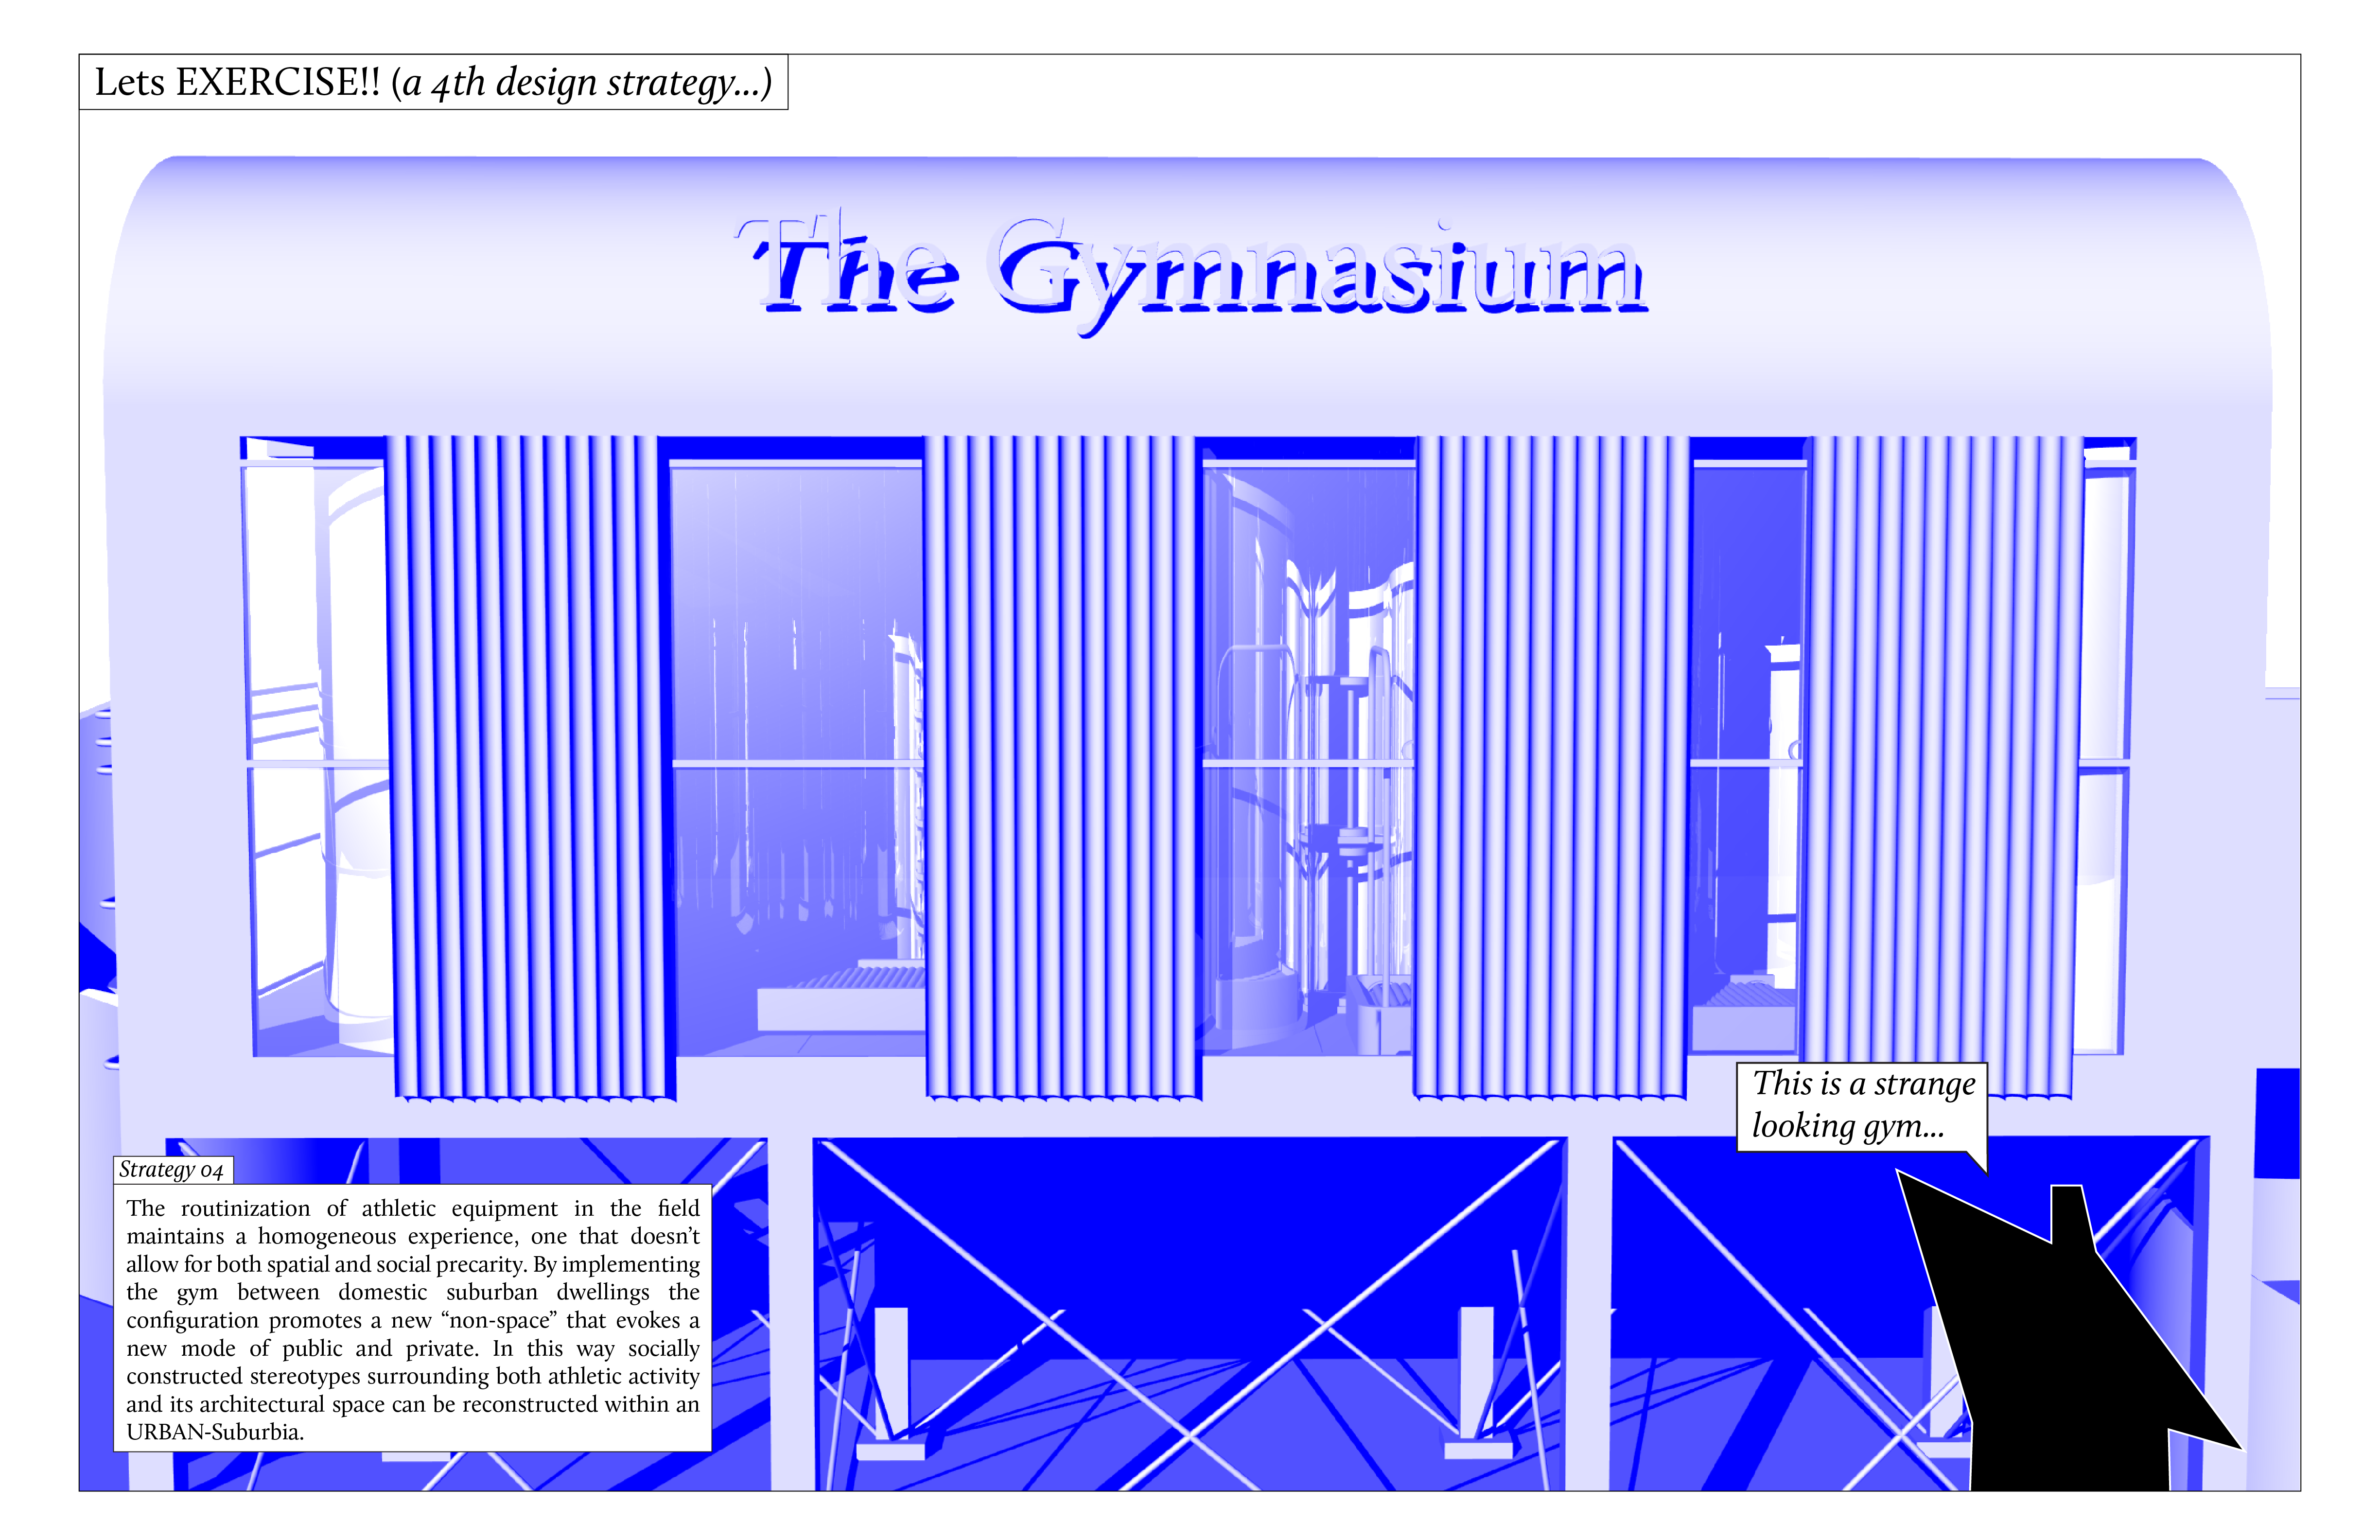 Lets EXERCISE!! (a 4th design strategy...)
The Gymnasium
This is a strange
looking gym...
Strategy 04
The routinization of athletic equipment in the field
maintains a homogeneous experience, one that doesn’t
allow for both spatial and social precarity. By implementing
the gym between domestic suburban dwellings the
configuration promotes a new “non-space” that evokes a
new mode of public and private. In this way socially
constructed stereotypes surrounding both athletic activity
and its architectural space can be reconstructed within an
URBAN-Suburbia.